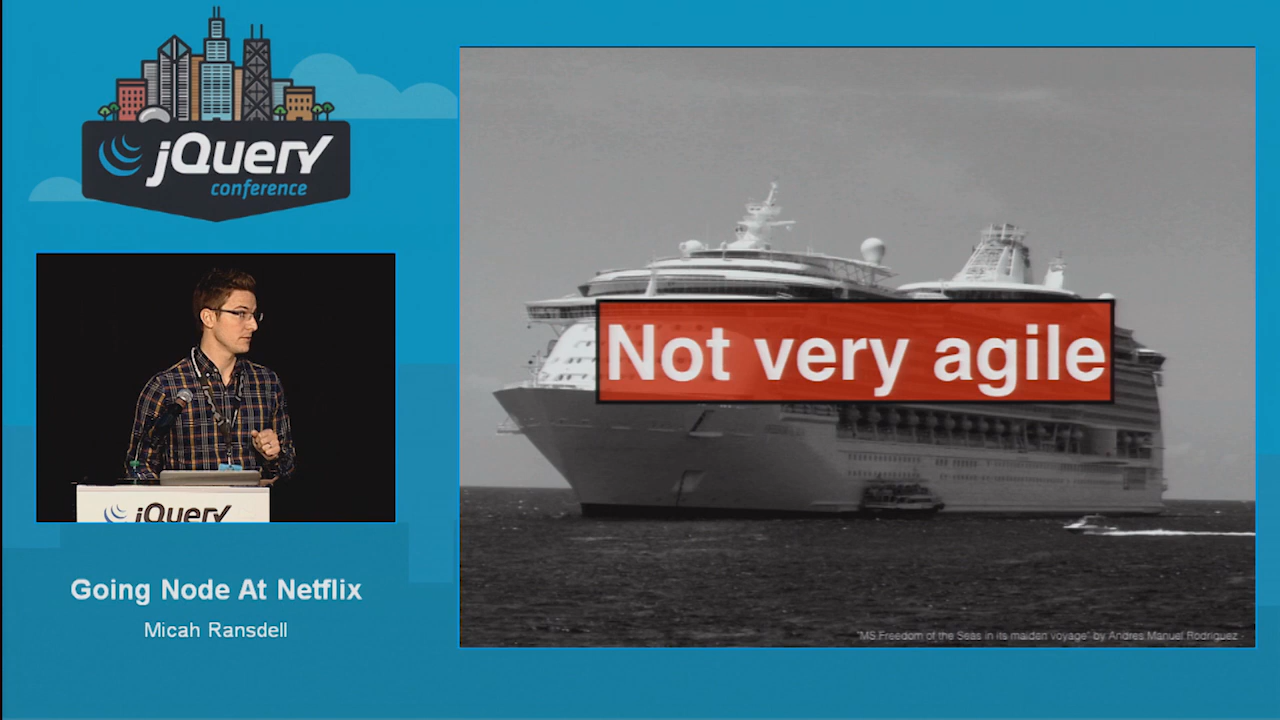 jQuery
conference
jQuery
Going Node At Netflix
Micah Ransdell
Not very agile
"MS Freedom of the Seas in its maiden voyage" by Andres Manuel Rodriguez -